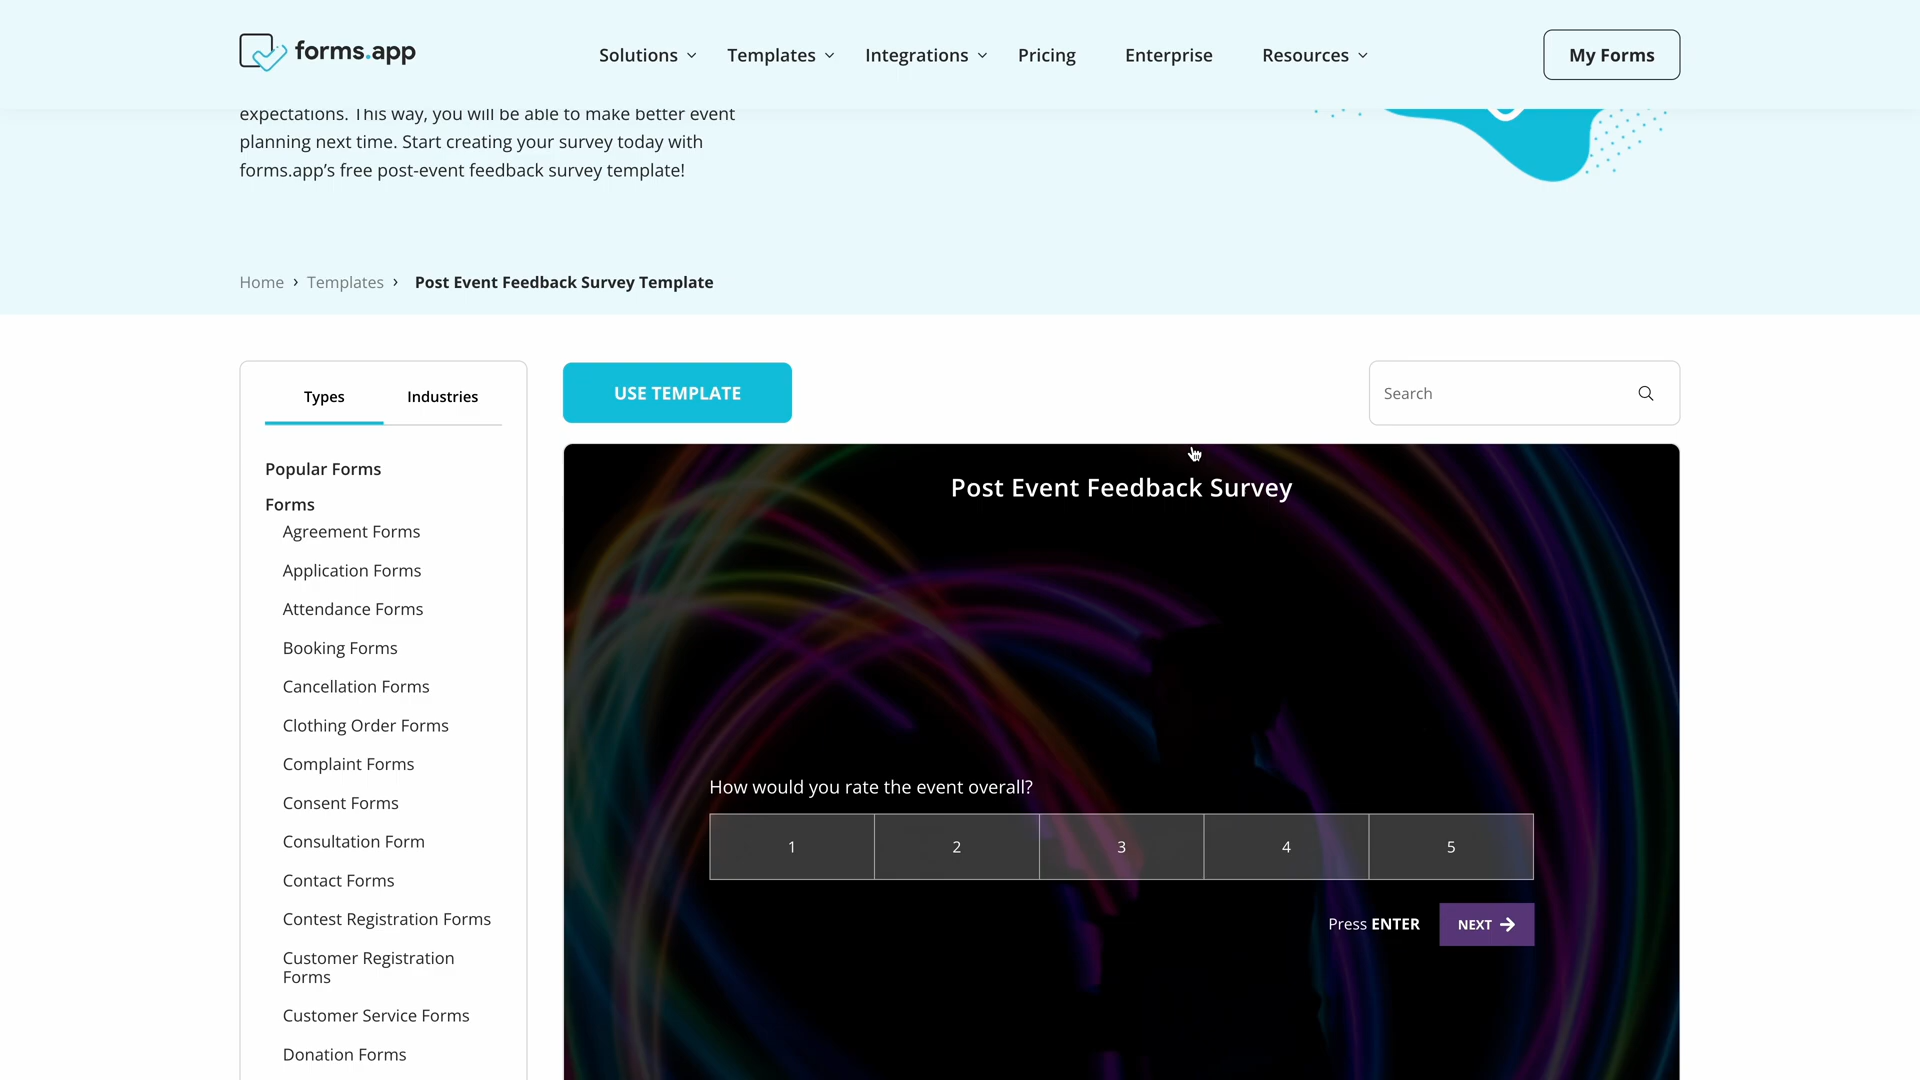 forms.app
Solutions
Templates
Integrations
Pricing
Enterprise
Resources
My Forms
expectations. This way, you will be able to make better event
planning next time. Start creating your survey today with
forms.app’s free post-event feedback survey template!
Home › Templates › Post Event Feedback Survey Template
Types
Industries
USE TEMPLATE
Search
Popular Forms
Forms
Agreement Forms
Application Forms
Attendance Forms
Booking Forms
Cancellation Forms
Clothing Order Forms
Complaint Forms
Consent Forms
Consultation Form
Contact Forms
Contest Registration Forms
Customer Registration
Forms
Customer Service Forms
Donation Forms
Post Event Feedback Survey
How would you rate the event overall?
1 2 3 4 5
Press ENTER
NEXT